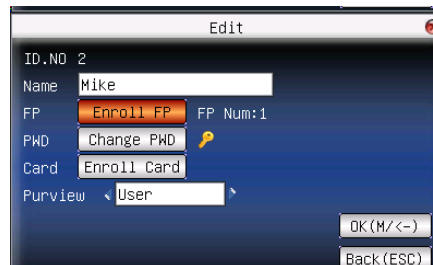 Edit
ID.NO 2
Name Mike
FP Enroll FP FP Num:1
PWD Change PWD
Card Enroll Card
Purview User
OK(M/<-)
Back(ESC)